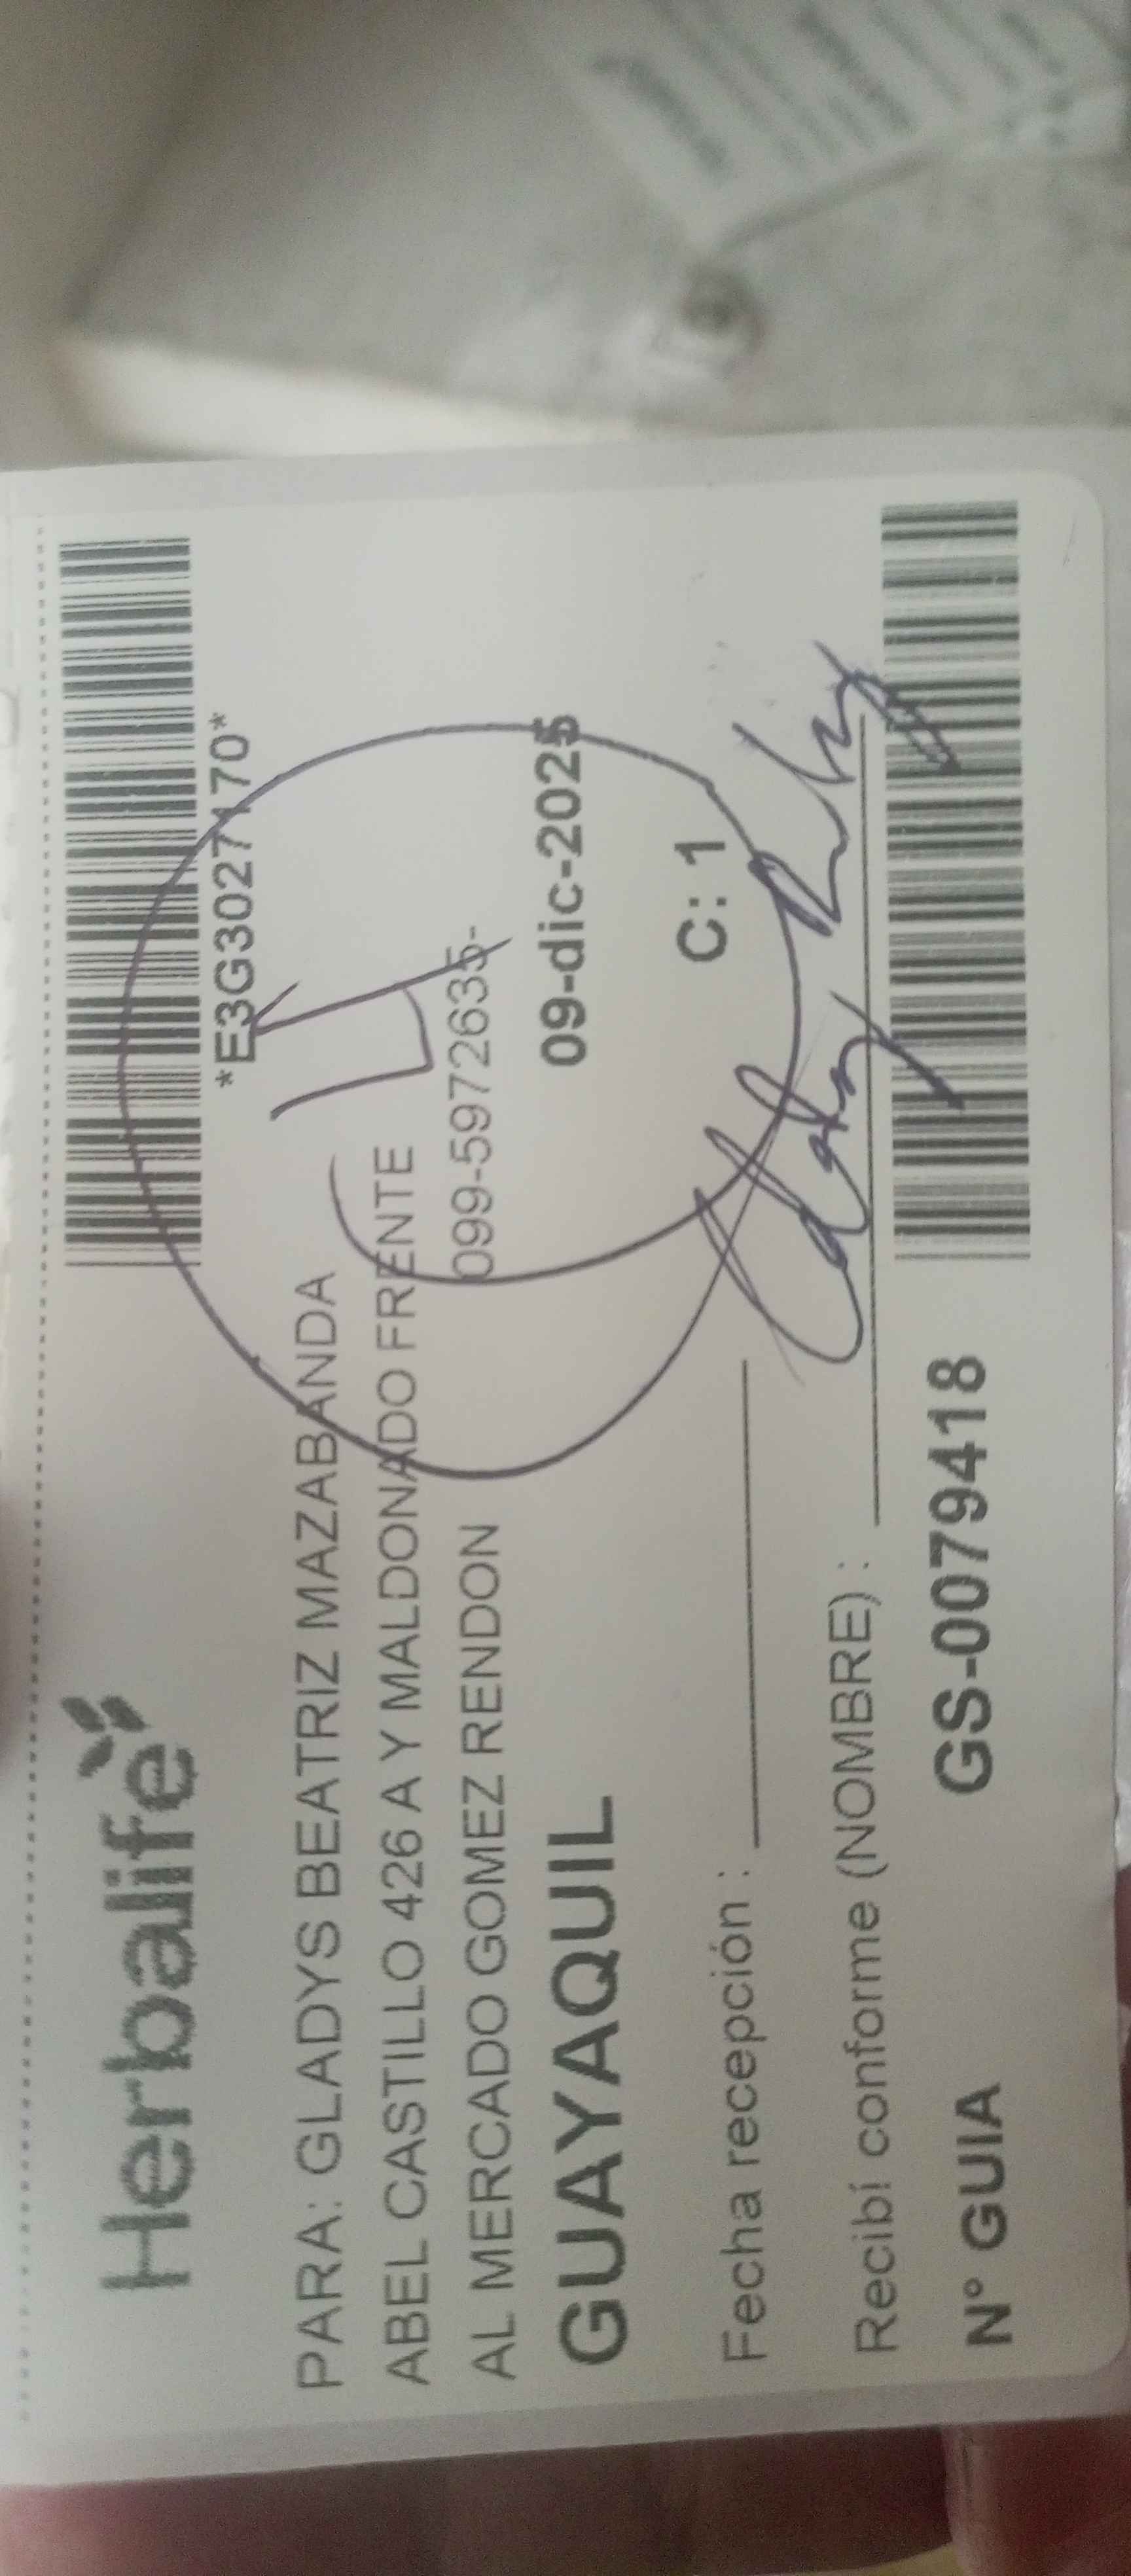 Herbalife
*E3G3027170*
PARA: GLADYS BEATRIZ MAZABANDA
ABEL CASTILLO 426 A Y MALDONADO FRENTE
AL MERCADO GOMEZ RENDON 099-5972635-
GUAYAQUIL 09-dic-2025
C: 1
Fecha recepción :
Recibí conforme (NOMBRE) :
N° GUIA GS-0079418